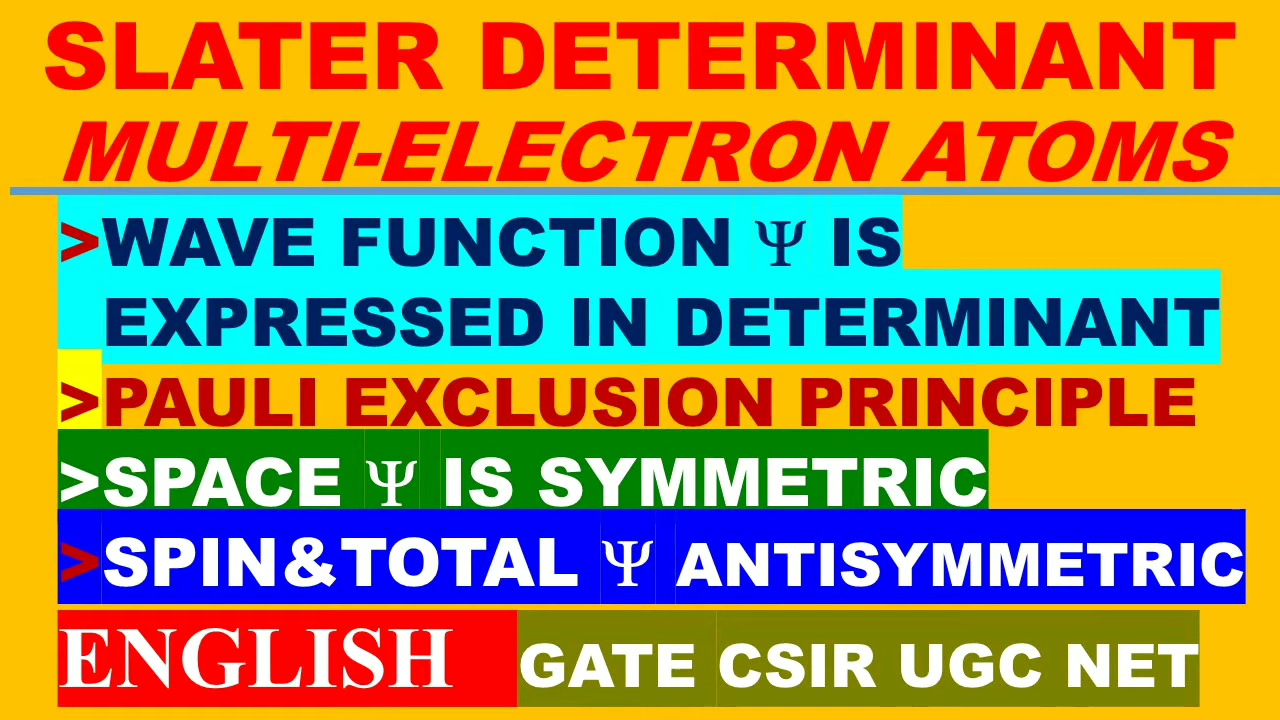 SLATER DETERMINANT
MULTI-ELECTRON ATOMS
>WAVE FUNCTION Ψ IS
EXPRESSED IN DETERMINANT
>PAULI EXCLUSION PRINCIPLE
>SPACE Ψ IS SYMMETRIC
>SPIN&TOTAL Ψ ANTISYMMETRIC
ENGLISH GATE CSIR UGC NET